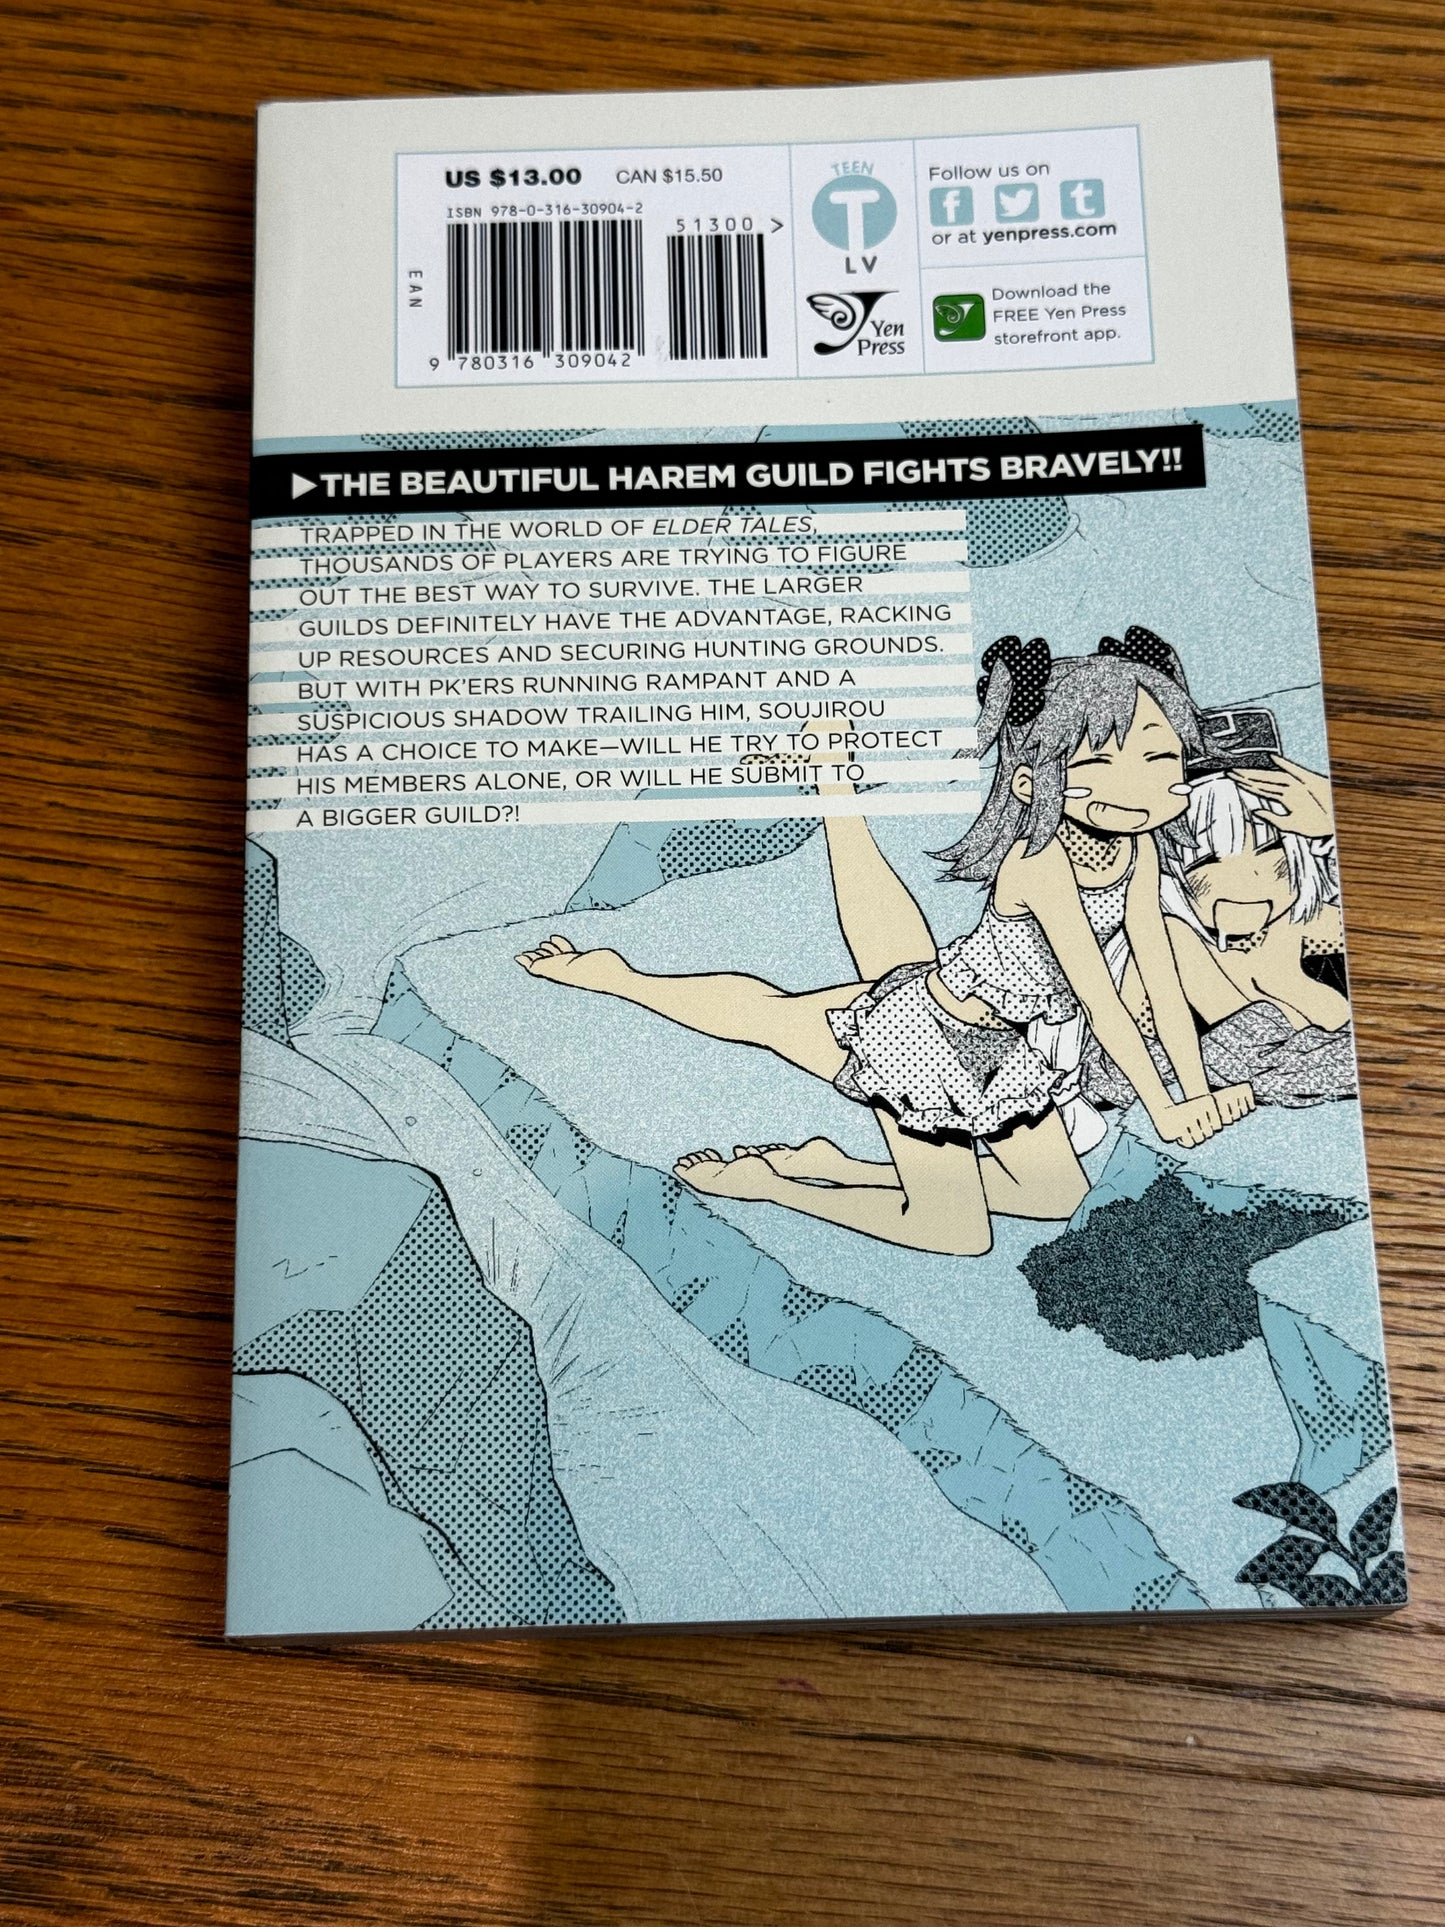 US $13.00 CAN $15.50
ISBN 978-0-316-30904-2
51300 >
EAN
9 780316 309042
TEEN
T
LV
Yen
Press
Follow us on
f t
or at yenpress.com
Download the
FREE Yen Press
storefront app.
▶THE BEAUTIFUL HAREM GUILD FIGHTS BRAVELY!!
TRAPPED IN THE WORLD OF ELDER TALES,
THOUSANDS OF PLAYERS ARE TRYING TO FIGURE
OUT THE BEST WAY TO SURVIVE. THE LARGER
GUILDS DEFINITELY HAVE THE ADVANTAGE, RACKING
UP RESOURCES AND SECURING HUNTING GROUNDS.
BUT WITH PK'ERS RUNNING RAMPANT AND A
SUSPICIOUS SHADOW TRAILING HIM, SOUJIROU
HAS A CHOICE TO MAKE—WILL HE TRY TO PROTECT
HIS MEMBERS ALONE, OR WILL HE SUBMIT TO
A BIGGER GUILD?!